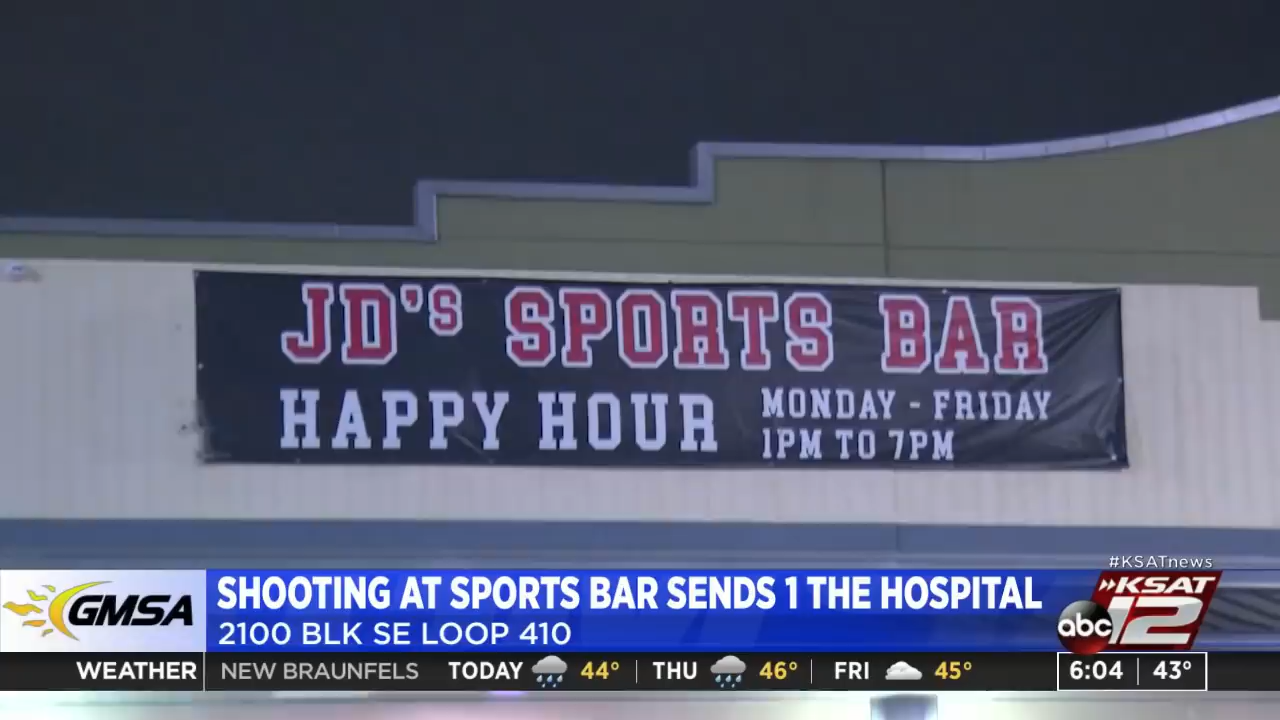 JD'S SPORTS BAR
HAPPY HOUR
MONDAY - FRIDAY
1PM TO 7PM
#KSATnews
GMSA
SHOOTING AT SPORTS BAR SENDS 1 THE HOSPITAL
2100 BLK SE LOOP 410
abc KSAT 12
WEATHER NEW BRAUNFELS TODAY 44° THU 46° FRI 45° 6:04 43°